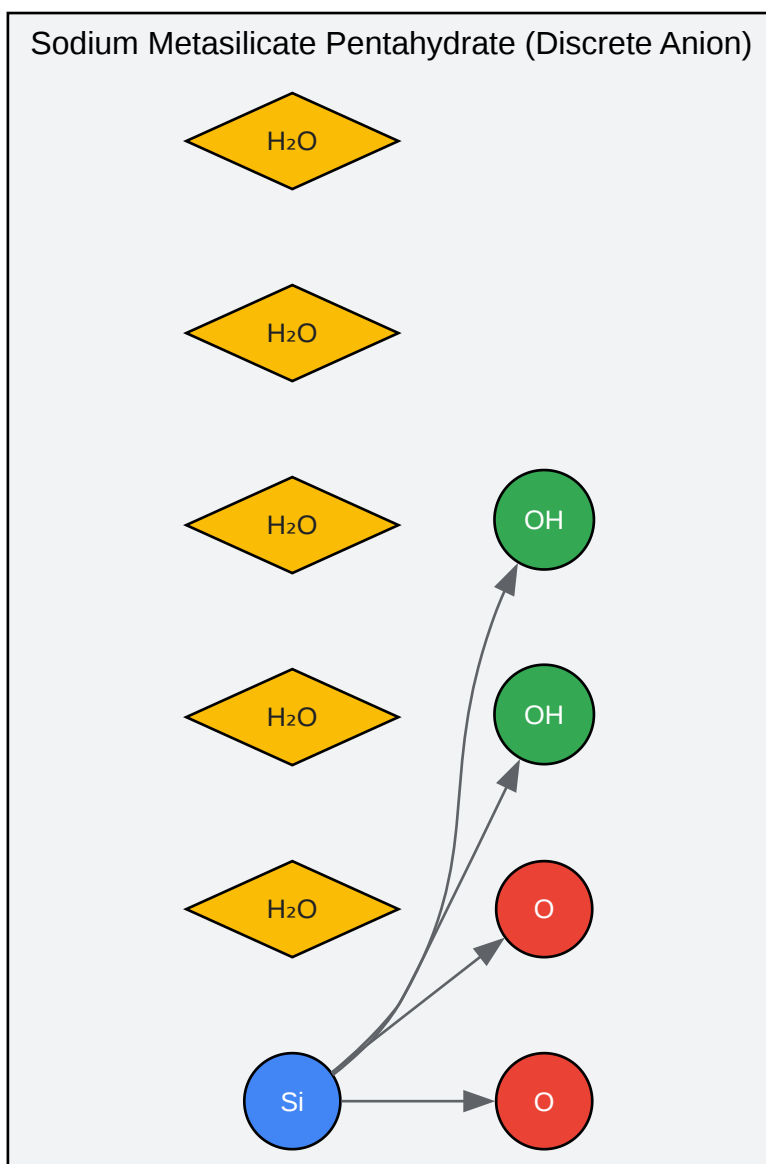 Sodium Metasilicate Pentahydrate (Discrete Anion)
H₂O
H₂O
H₂O
OH
H₂O
OH
H₂O
O
Si
O